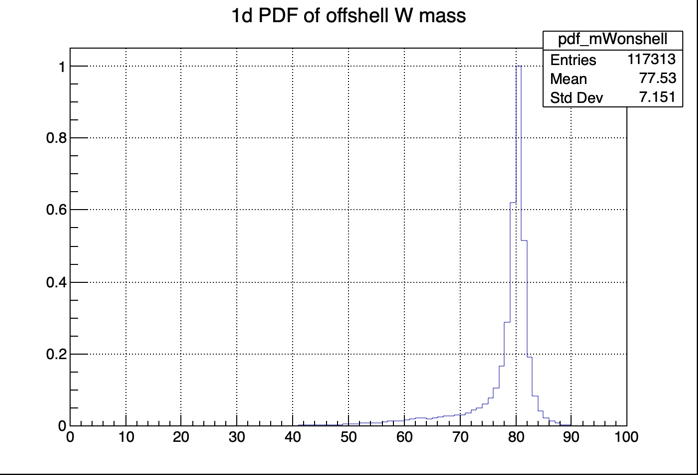 1d PDF of offshell W mass
pdf_mWonshell
Entries 117313
Mean 77.53
Std Dev 7.151
1
0.8
0.6
0.4
0.2
0
0 10 20 30 40 50 60 70 80 90 100